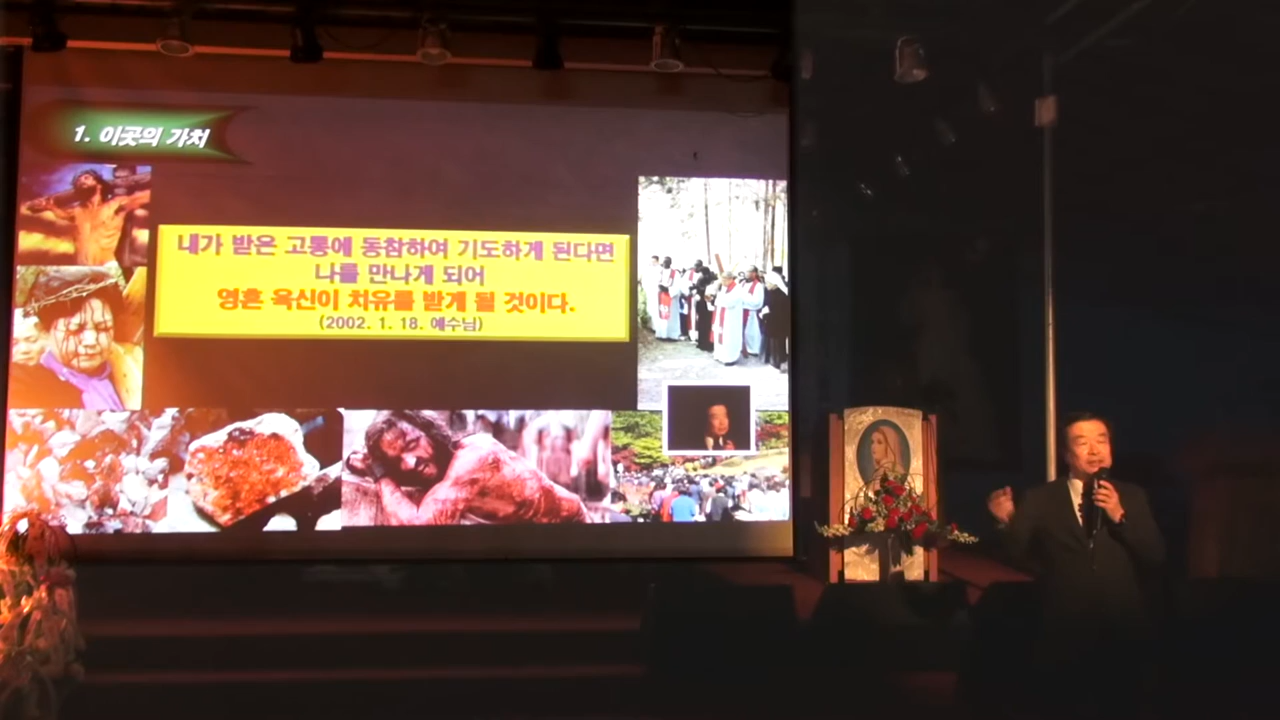 1. 이곳의 가치
내가 받은 고통에 동참하여 기도하게 된다면
나를 만나게 되어
영혼 육신이 치유를 받게 될 것이다.
(2002. 1. 18. 예수님)